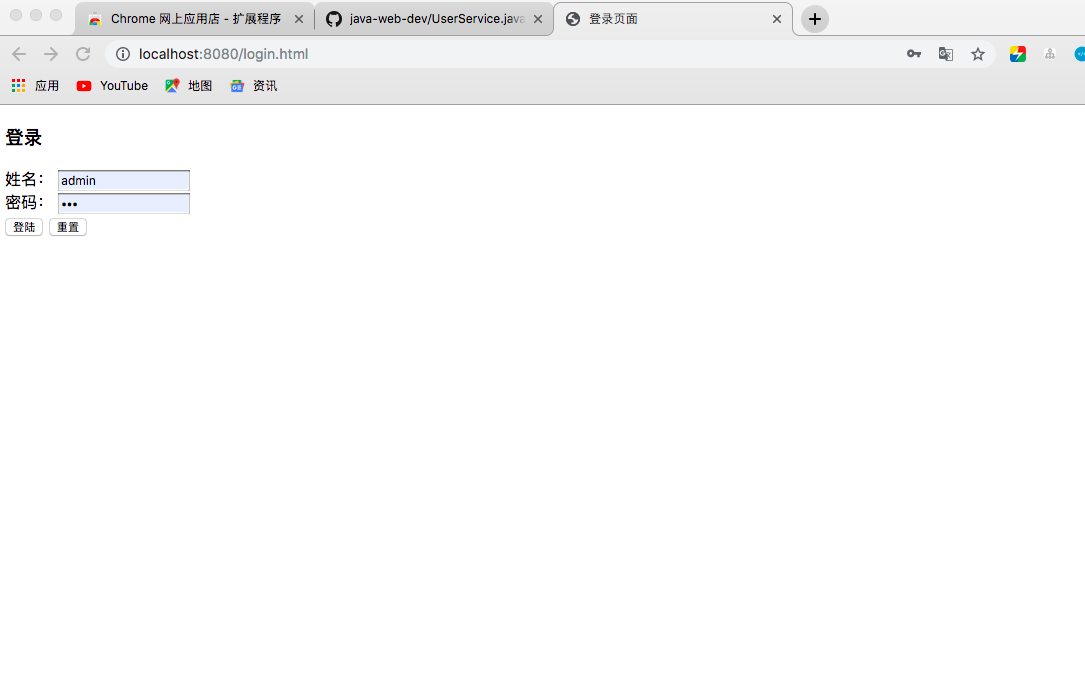 Chrome 网上应用店 - 扩展程序
java-web-dev/UserService.java
登录页面
localhost:8080/login.html
应用
YouTube
地图
资讯
登录
姓名： admin
密码： •••
登陆 重置